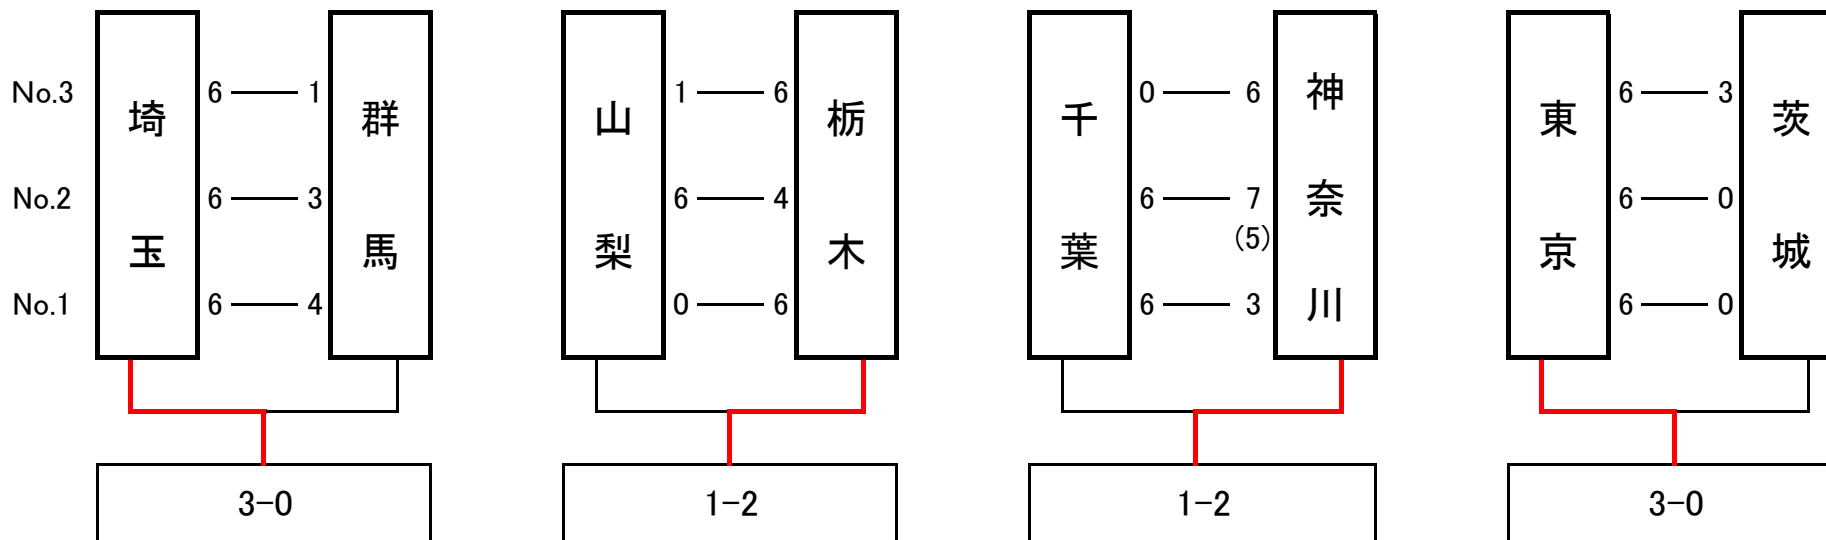 埼玉
群馬
山梨
栃木
千葉
神奈川
東京
茨城
No.3 6 1 1 6 0 6 6 3
No.2 6 3 6 4 6 7 6 0
(5)
No.1 6 4 0 6 6 3 6 0
3-0 1-2 1-2 3-0